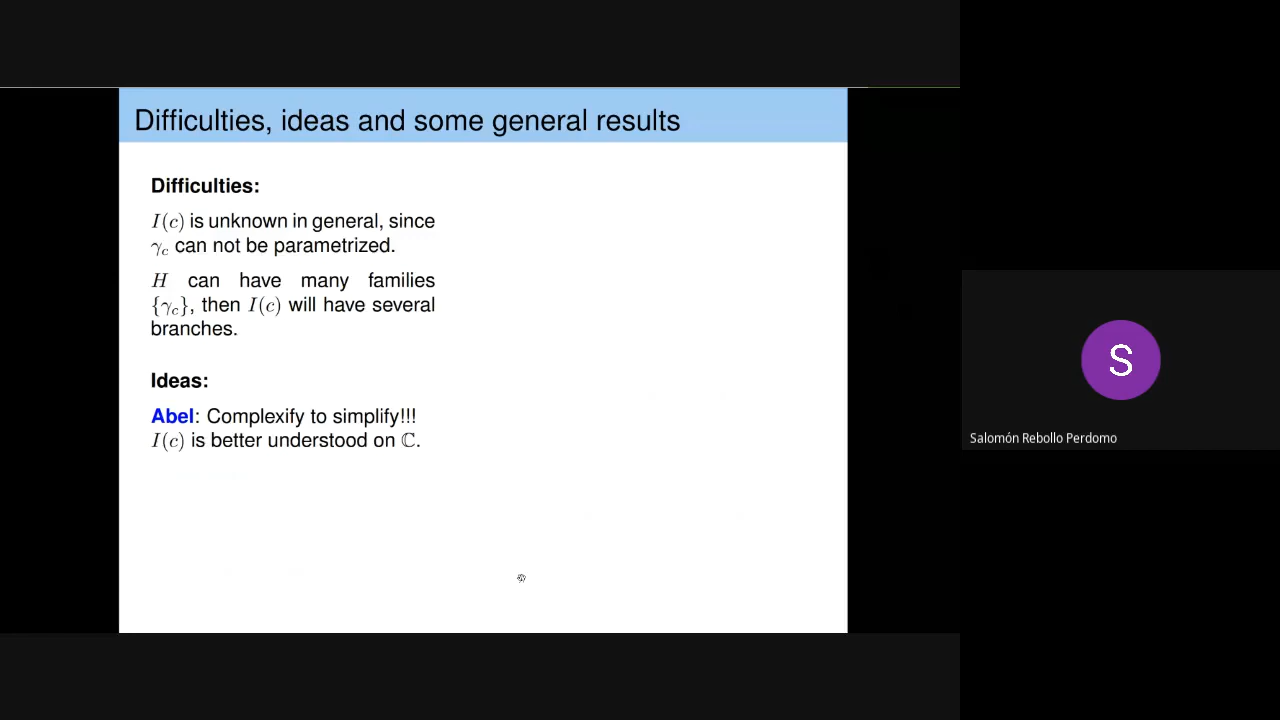 Difficulties, ideas and some general results
Difficulties:
I(c) is unknown in general, since
γc can not be parametrized.
H can have many families
{γc}, then I(c) will have several
branches.
Ideas:
Abel: Complexify to simplify!!!
I(c) is better understood on ℂ.
S
Salomón Rebollo Perdomo